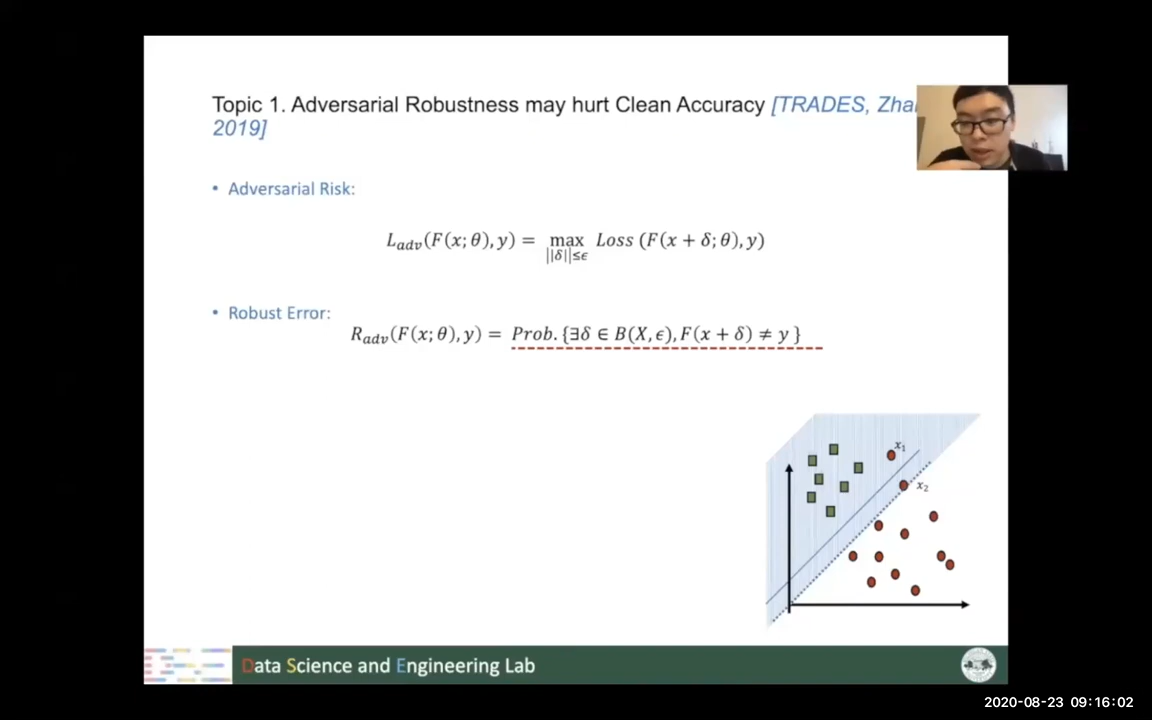 Topic 1. Adversarial Robustness may hurt Clean Accuracy [TRADES,
2019]
• Adversarial Risk:
L_adv(F(x; θ), y) = max_{||δ||≤ϵ} Loss (F(x + δ; θ), y)
• Robust Error:
R_adv(F(x; θ), y) = Prob. {∃δ ∈ B(X, ϵ), F(x + δ) ≠ y }
x₁
x₂
Data Science and Engineering Lab
2020-08-23 09:16:02